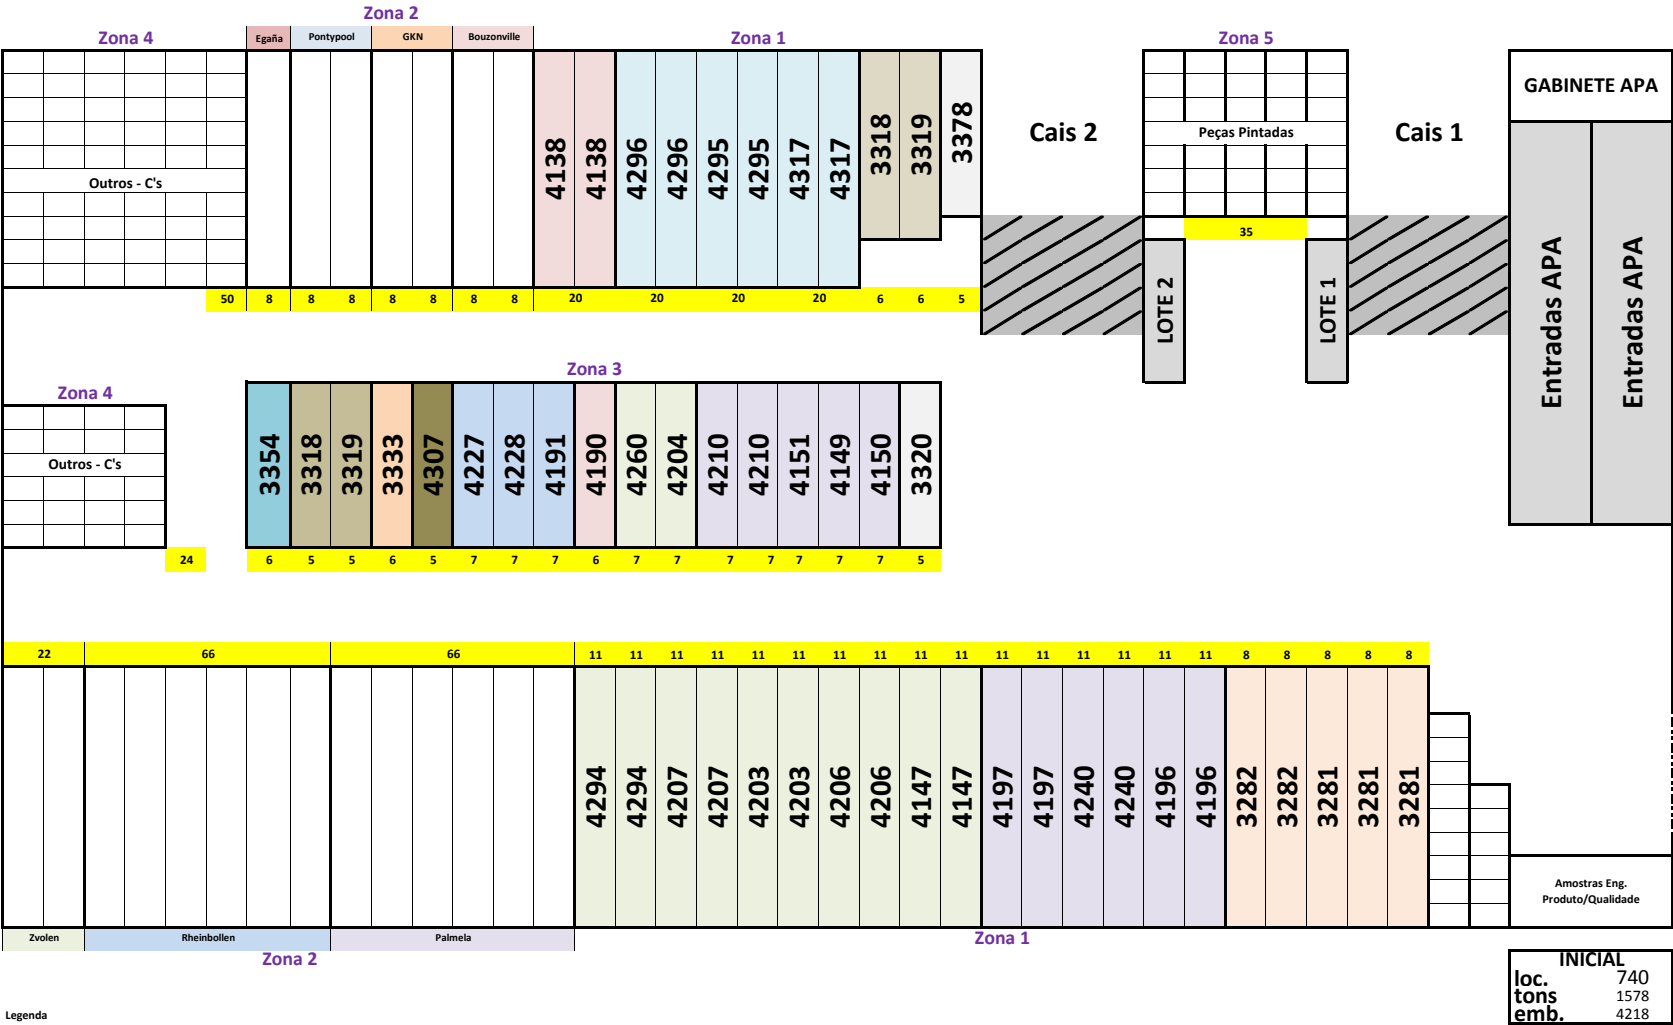 Zona 2
Zona 4
Egaña Pontypool GKN Bouzonville
Zona 1
Zona 5
GABINETE APA
4138 4138 4296 4296 4295 4295 4317 4317 3318 3319 3378
Cais 2
Peças Pintadas
Cais 1
Outros - C's
35
50 8 8 8 8 8 8 8 20 20 20 20 6 6 5
LOTE 2
LOTE 1
Entradas APA
Entradas APA
Zona 3
Zona 4
Outros - C's
3354 3318 3319 3333 4307 4227 4228 4191 4190 4260 4204 4210 4210 4151 4149 4150 3320
24 6 5 5 6 5 7 7 7 6 7 7 7 7 7 7 7 5
22 66 66 11 11 11 11 11 11 11 11 11 11 11 11 11 11 11 11 8 8 8 8 8
4294 4294 4207 4207 4203 4203 4206 4206 4147 4147 4197 4197 4240 4240 4196 4196 3282 3282 3281 3281 3281
Amostras Eng.
Produto/Qualidade
Zvolen Rheinbollen Palmela
Zona 1
Zona 2
INICIAL
loc. 740
tons 1578
emb. 4218
Legenda